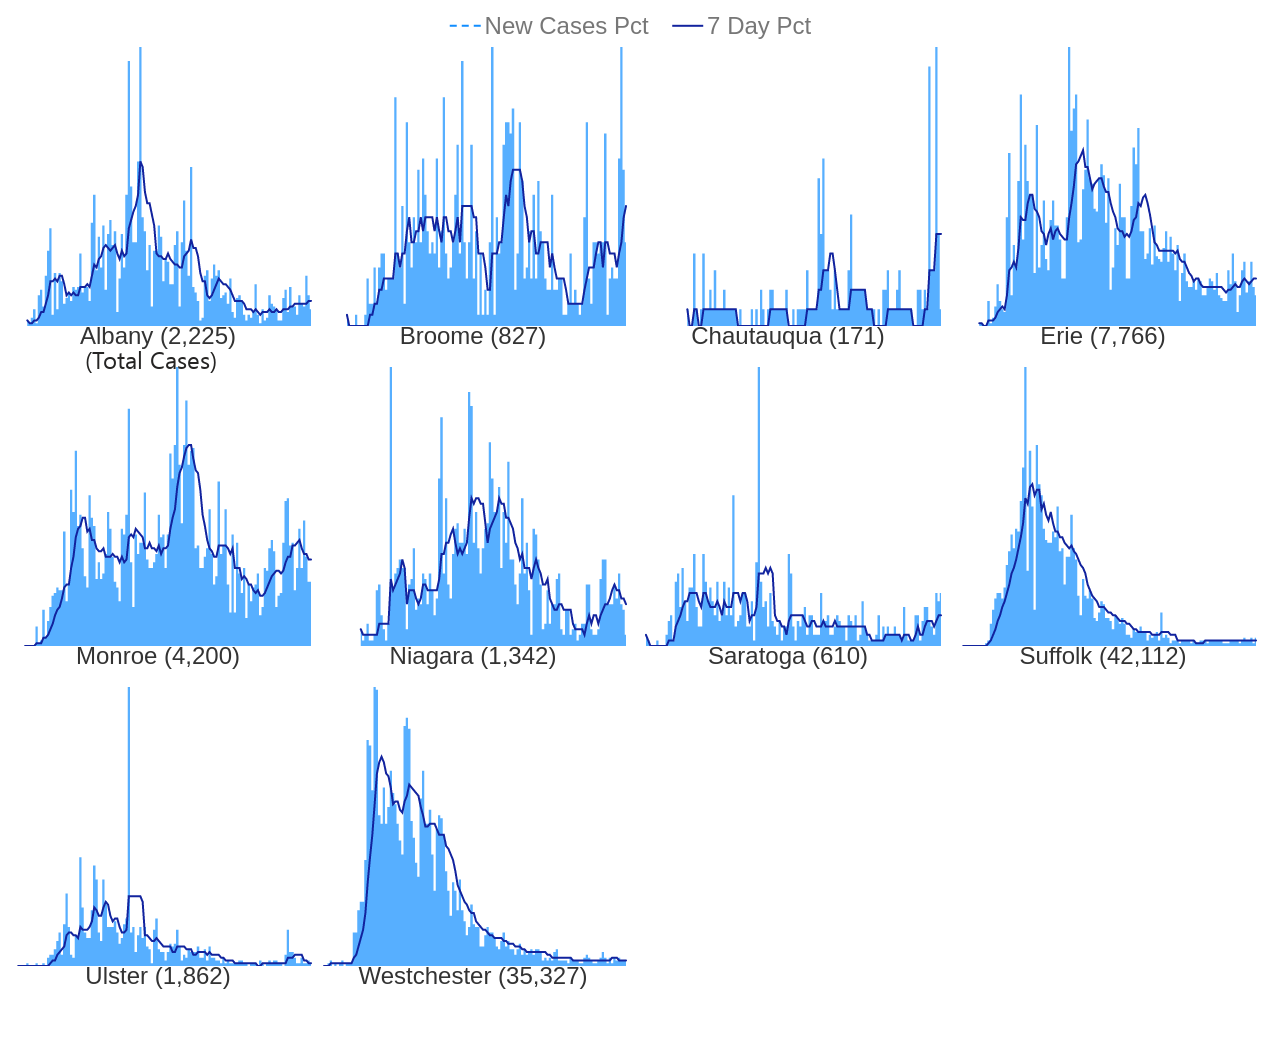 New Cases Pct 7 Day Pct
Albany (2,225) Broome (827) Chautauqua (171) Erie (7,766)
(Total Cases)
Monroe (4,200) Niagara (1,342) Saratoga (610) Suffolk (42,112)
Ulster (1,862) Westchester (35,327)